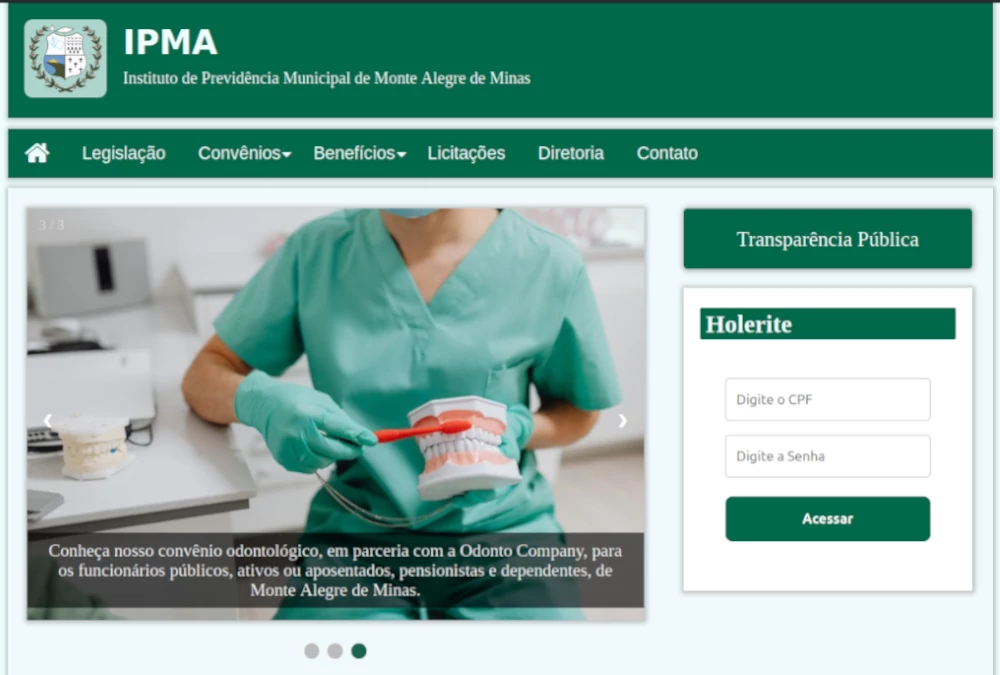 IPMA
Instituto de Previdência Municipal de Monte Alegre de Minas
Legislação Convênios Benefícios Licitações Diretoria Contato
3 / 3
Conheça nosso convênio odontológico, em parceria com a Odonto Company, para
os funcionários públicos, ativos ou aposentados, pensionistas e dependentes, de
Monte Alegre de Minas.
Transparência Pública
Holerite
Digite o CPF
Digite a Senha
Acessar